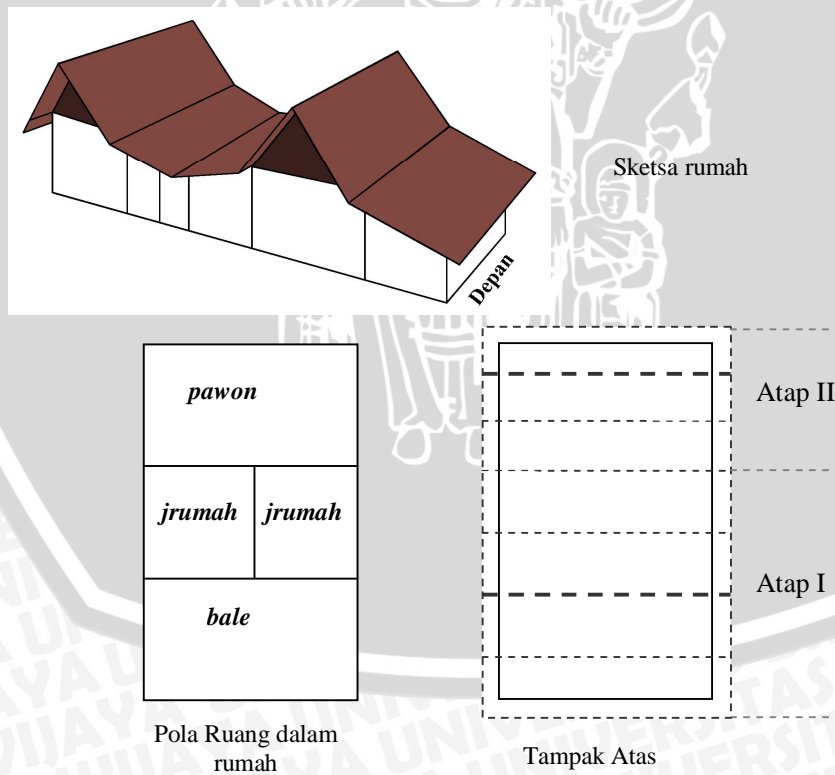 Sketsa rumah
Depan
pawon
Atap II
jrumah jrumah
Atap I
bale
Pola Ruang dalam
rumah
Tampak Atas